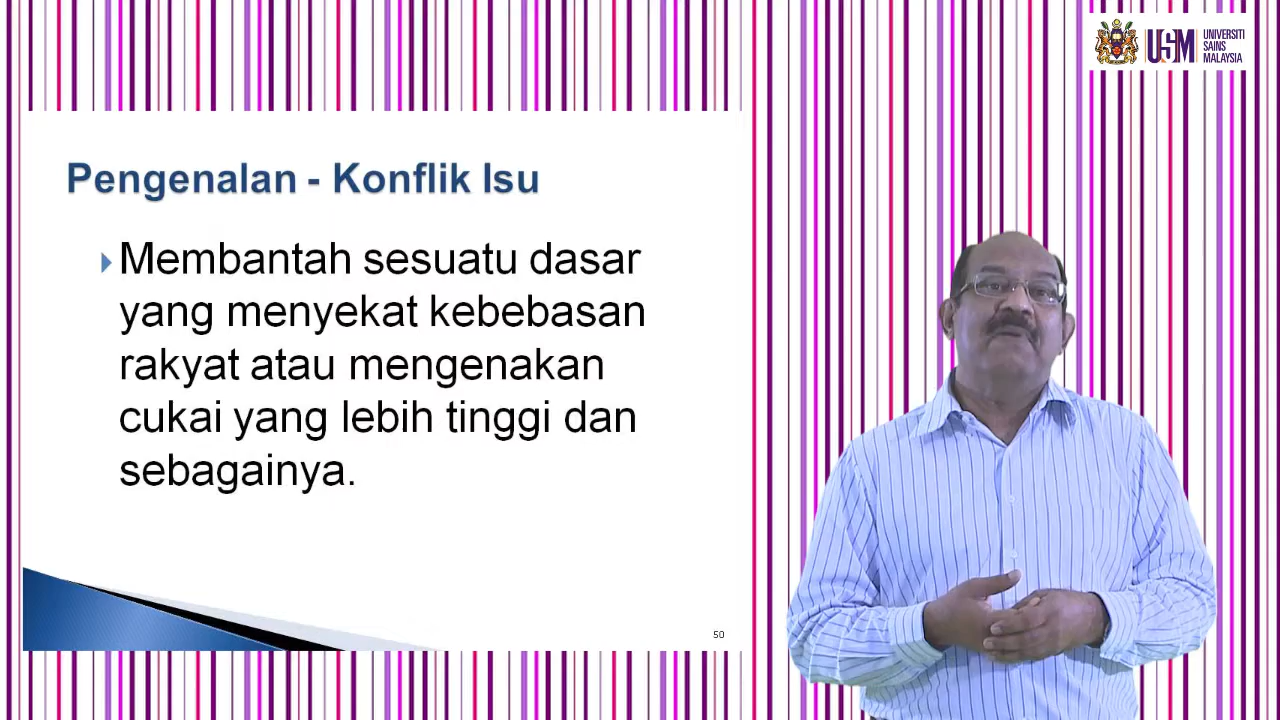 USM
UNIVERSITI
SAINS
MALAYSIA
Pengenalan - Konflik Isu
Membantah sesuatu dasar
yang menyekat kebebasan
rakyat atau mengenakan
cukai yang lebih tinggi dan
sebagainya.
50